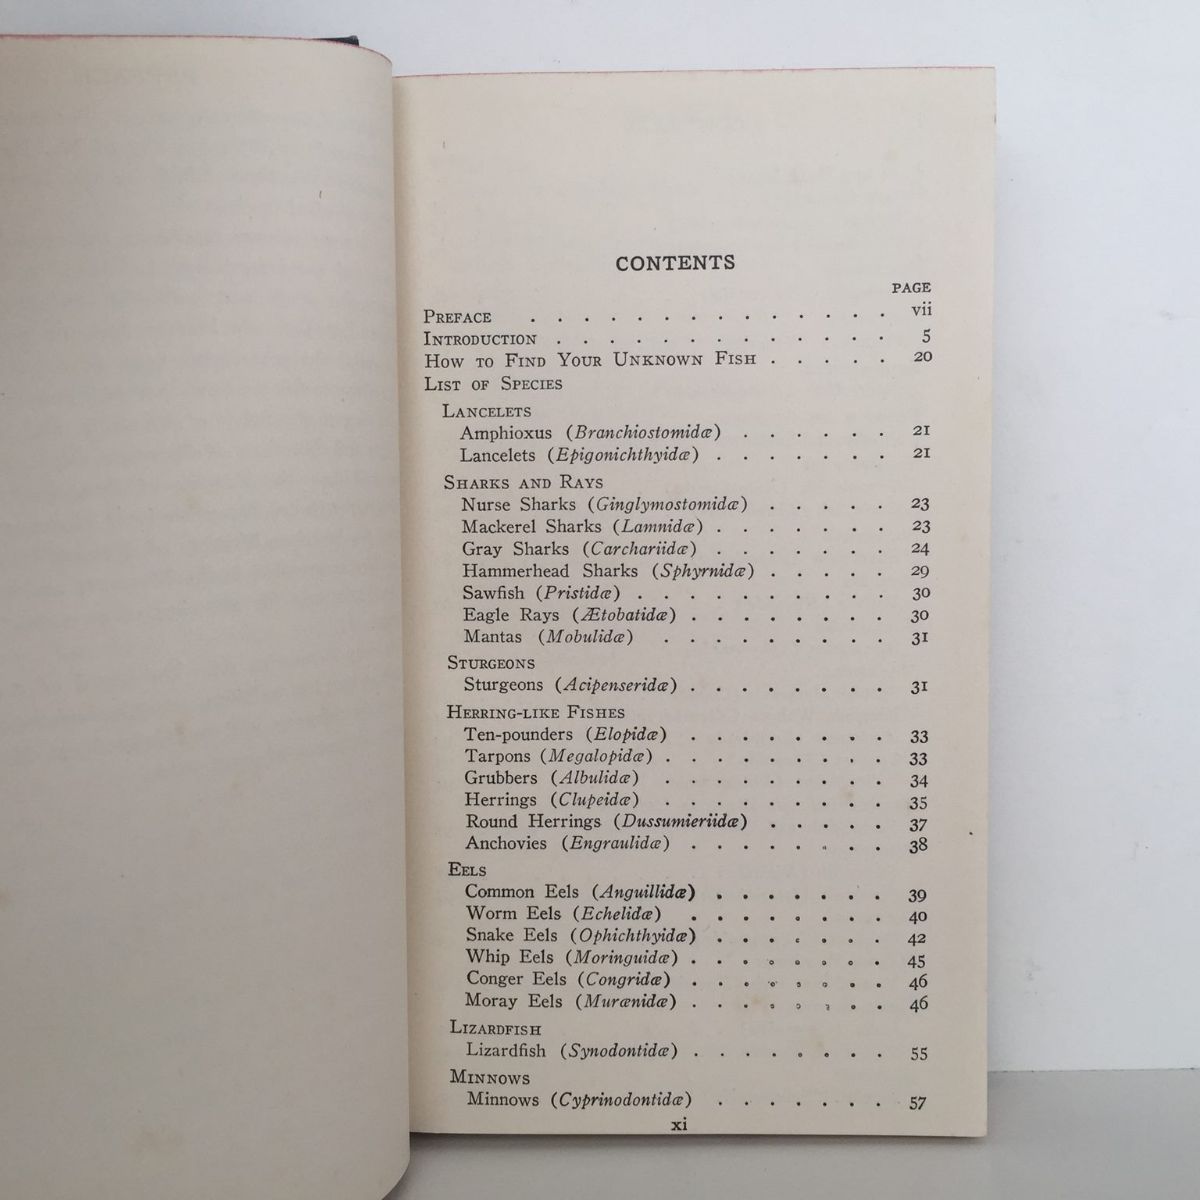 CONTENTS
PAGE
PREFACE . . . . . . . . . . . . . . vii
INTRODUCTION . . . . . . . . . . . . . 5
HOW TO FIND YOUR UNKNOWN FISH . . . . . 20
LIST OF SPECIES
LANCELETS
Amphioxus (Branchiostomidæ) . . . . . . 21
Lancelets (Epigonichthyidæ) . . . . . . . 21
SHARKS AND RAYS
Nurse Sharks (Ginglymostomidæ) . . . . . 23
Mackerel Sharks (Lamnidæ) . . . . . . . 23
Gray Sharks (Carchariidæ) . . . . . . . 24
Hammerhead Sharks (Sphyrnidæ) . . . . . 29
Sawfish (Pristidæ) . . . . . . . . . . 30
Eagle Rays (Ætobatidæ) . . . . . . . . 30
Mantas (Mobulidæ) . . . . . . . . . 31
STURGEONS
Sturgeons (Acipenseridæ) . . . . . . . . 31
HERRING-LIKE FISHES
Ten-pounders (Elopidæ) . . . . . . . . 33
Tarpons (Megalopidæ) . . . . . . . . . 33
Grubbers (Albulidæ) . . . . . . . . . 34
Herrings (Clupeidæ) . . . . . . . . . 35
Round Herrings (Dussumieriidæ) . . . . . 37
Anchovies (Engraulidæ) . . . . . . . . 38
EELS
Common Eels (Anguillidæ) . . . . . . . 39
Worm Eels (Echelidæ) . . . . . . . . 40
Snake Eels (Ophichthyidæ) . . . . . . . 42
Whip Eels (Moringuidæ) . . . . . . . . 45
Conger Eels (Congridæ) . . . . . . . . 46
Moray Eels (Murænidæ) . . . . . . . . 46
LIZARDFISH
Lizardfish (Synodontidæ) . . . . . . . . 55
MINNOWS
Minnows (Cyprinodontidæ) . . . . . . . 57
xi